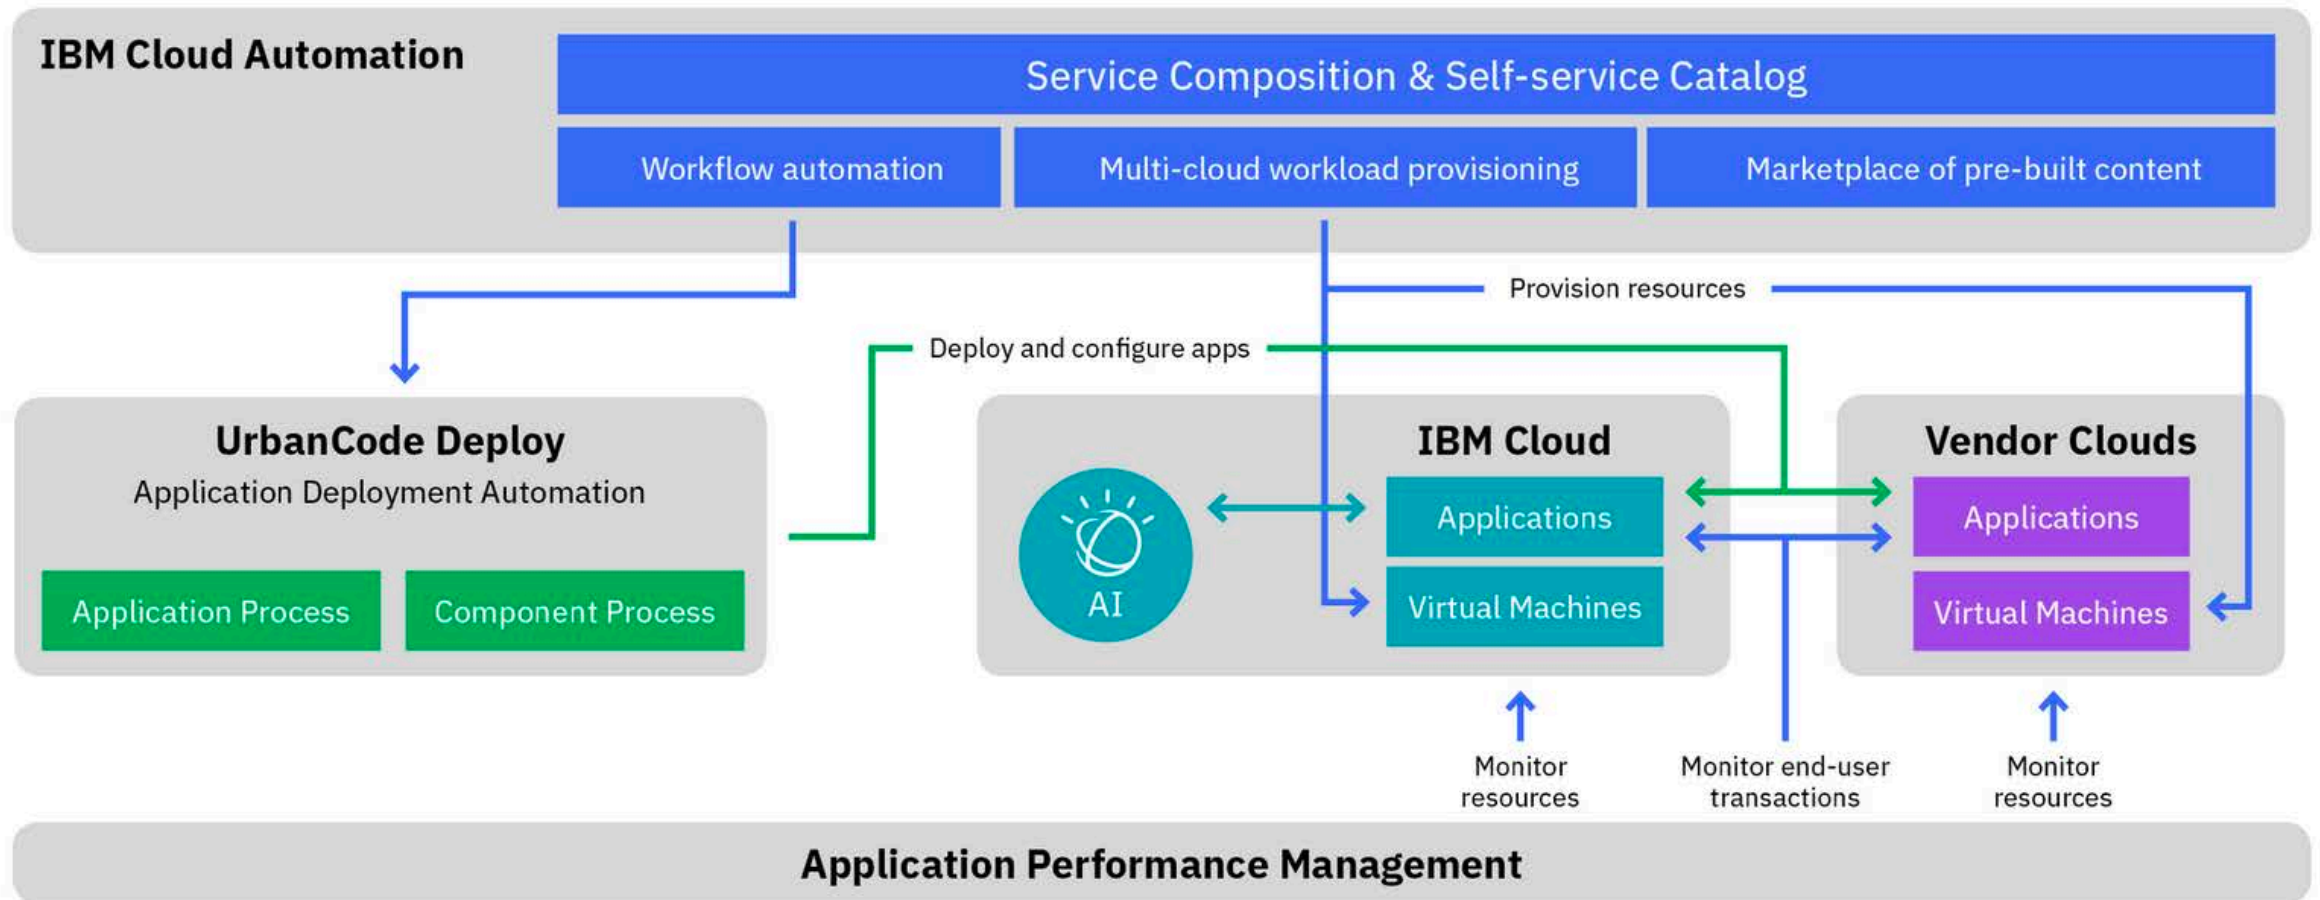 IBM Cloud Automation
Service Composition & Self-service Catalog
Workflow automation
Multi-cloud workload provisioning
Marketplace of pre-built content
Provision resources
Deploy and configure apps
UrbanCode Deploy
Application Deployment Automation
Application Process
Component Process
IBM Cloud
AI
Applications
Virtual Machines
Vendor Clouds
Applications
Virtual Machines
Monitor
resources
Monitor end-user
transactions
Monitor
resources
Application Performance Management